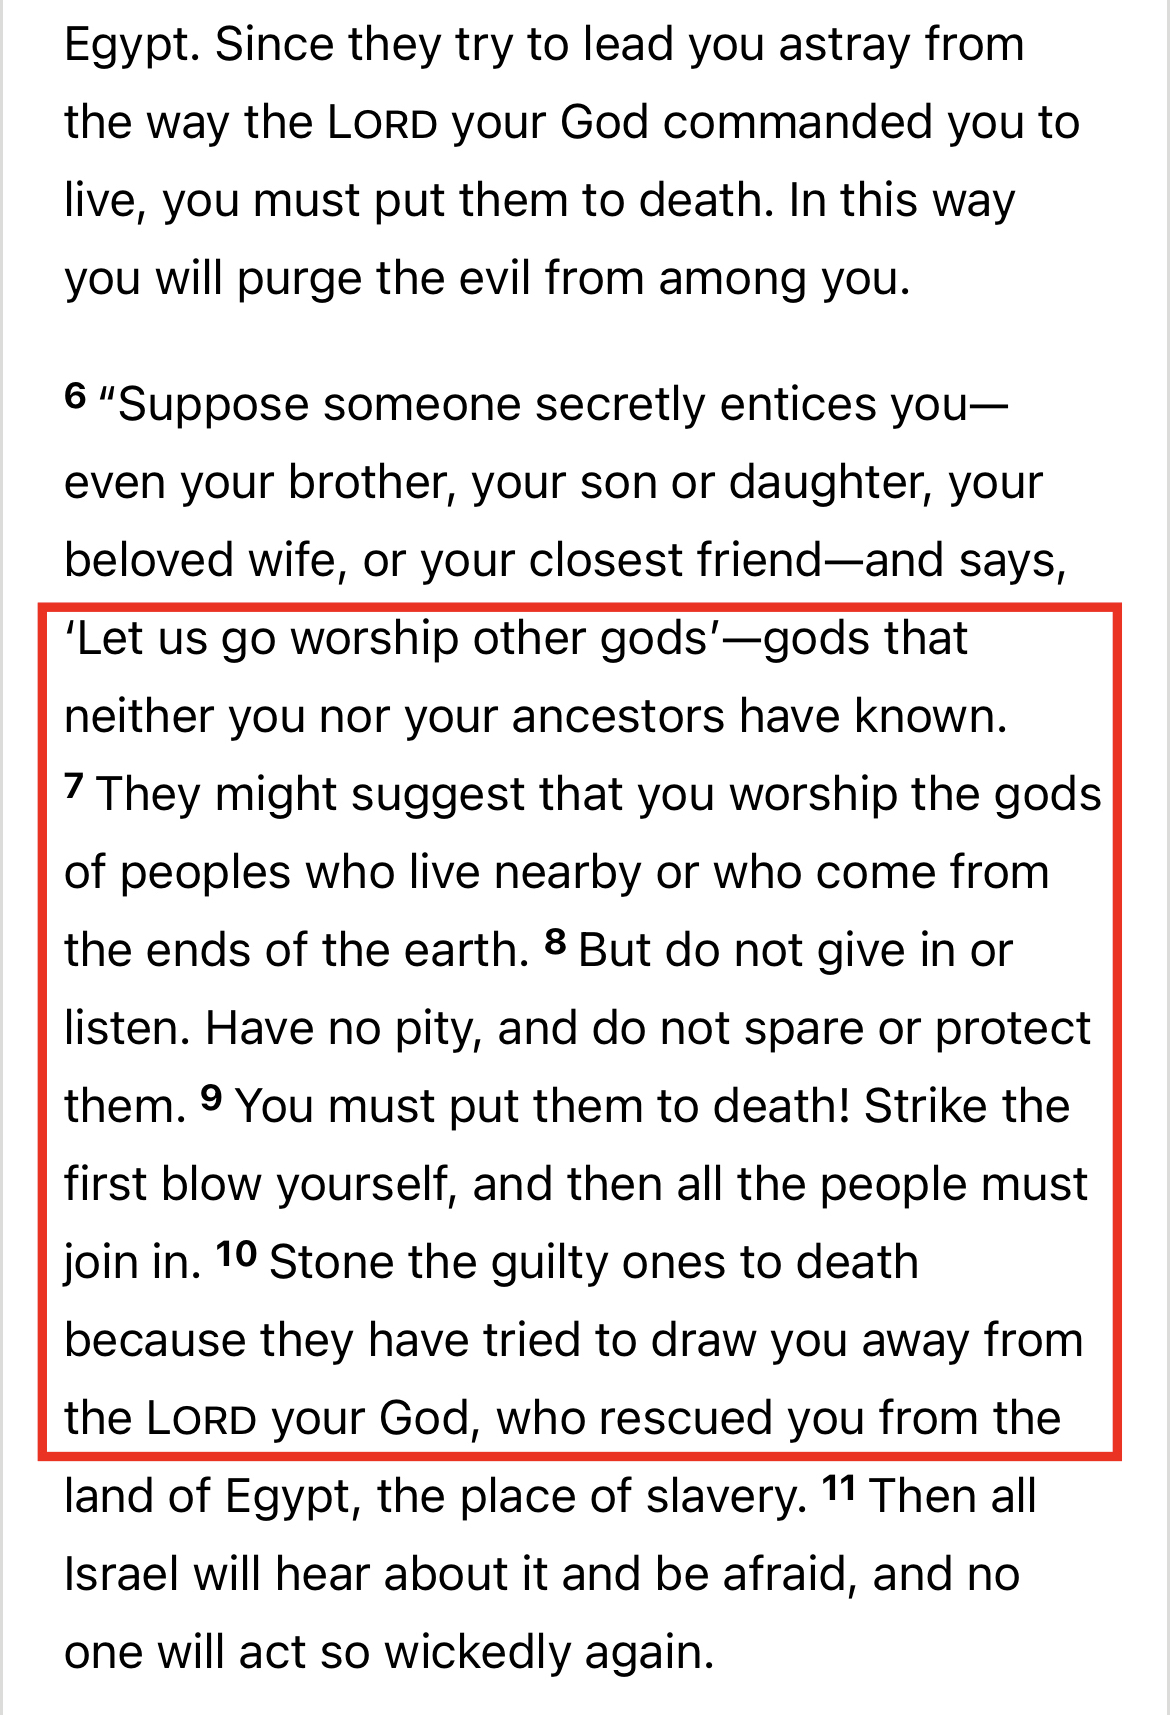 Egypt. Since they try to lead you astray from
the way the LORD your God commanded you to
live, you must put them to death. In this way
you will purge the evil from among you.
6 “Suppose someone secretly entices you—
even your brother, your son or daughter, your
beloved wife, or your closest friend—and says,
‘Let us go worship other gods’—gods that
neither you nor your ancestors have known.
7 They might suggest that you worship the gods
of peoples who live nearby or who come from
the ends of the earth. 8 But do not give in or
listen. Have no pity, and do not spare or protect
them. 9 You must put them to death! Strike the
first blow yourself, and then all the people must
join in. 10 Stone the guilty ones to death
because they have tried to draw you away from
the LORD your God, who rescued you from the
land of Egypt, the place of slavery. 11 Then all
Israel will hear about it and be afraid, and no
one will act so wickedly again.